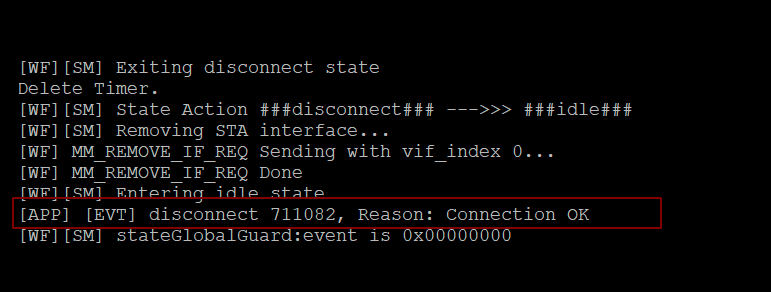 [WF][SM] Exiting disconnect state
Delete Timer.
[WF][SM] State Action ###disconnect### --->>> ###idle###
[WF][SM] Removing STA interface...
[WF] MM_REMOVE_IF_REQ Sending with vif_index 0...
[WF] MM_REMOVE_IF_REQ Done
[WF][SM] Entering idle state
[APP] [EVT] disconnect 711082, Reason: Connection OK
[WF][SM] stateGlobalGuard:event is 0x00000000